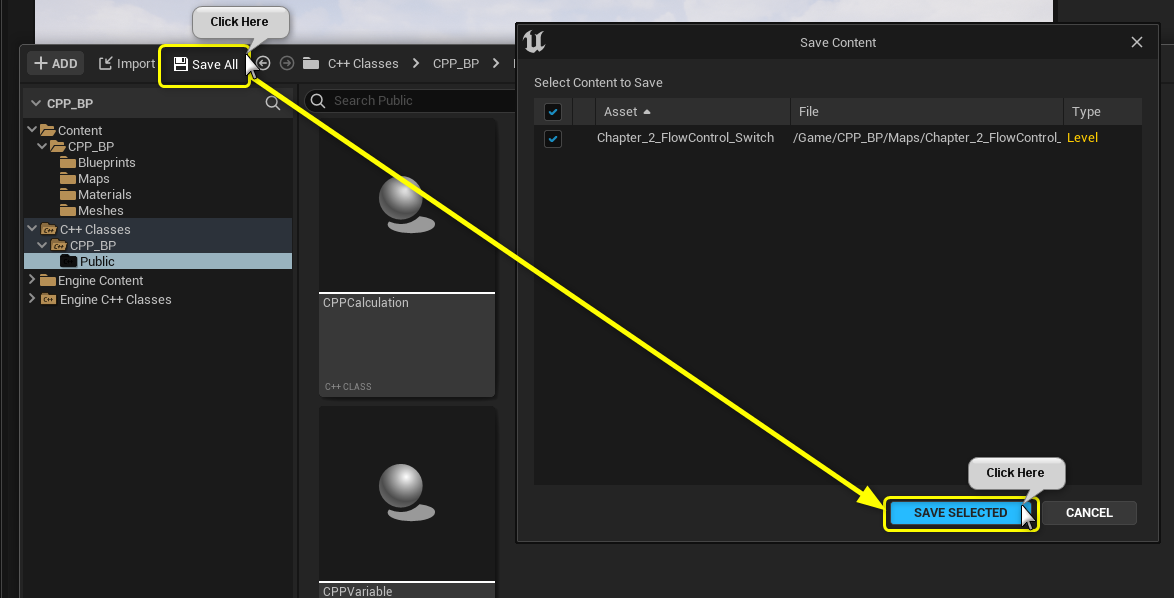 Click Here
ADD
Import
Save All
C++ Classes
CPP_BP
CPP_BP
Search Public
Content
CPP_BP
Blueprints
Maps
Materials
Meshes
C++ Classes
CPP_BP
Public
Engine Content
Engine C++ Classes
CPPCalculation
C++ CLASS
CPPVariable
Save Content
Select Content to Save
Asset
File
Type
Chapter_2_FlowControl_Switch
/Game/CPP_BP/Maps/Chapter_2_FlowControl_
Level
Click Here
SAVE SELECTED
CANCEL